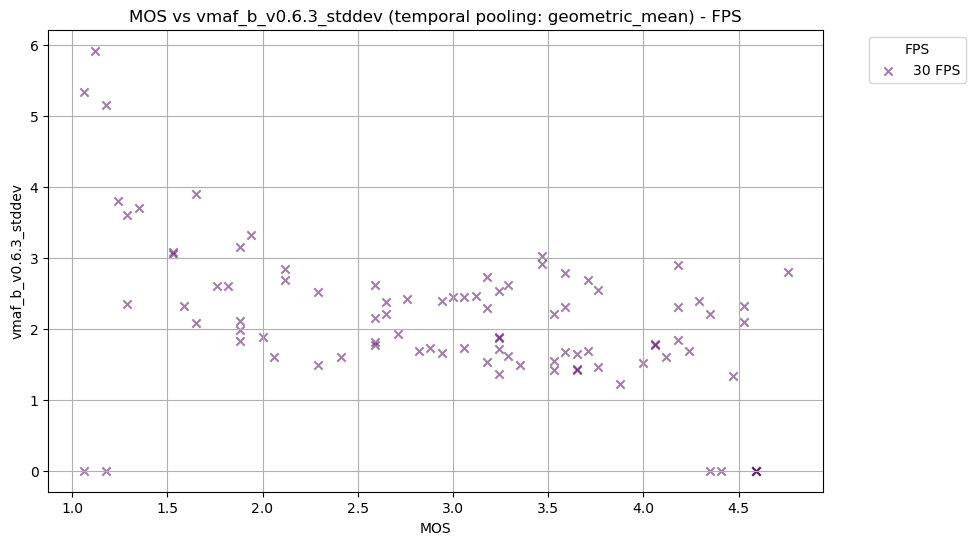 MOS vs vmaf_b_v0.6.3_stddev (temporal pooling: geometric_mean) - FPS
FPS
30 FPS
vmaf_b_v0.6.3_stddev
6
5
4
3
2
1
0
1.0 1.5 2.0 2.5 3.0 3.5 4.0 4.5
MOS